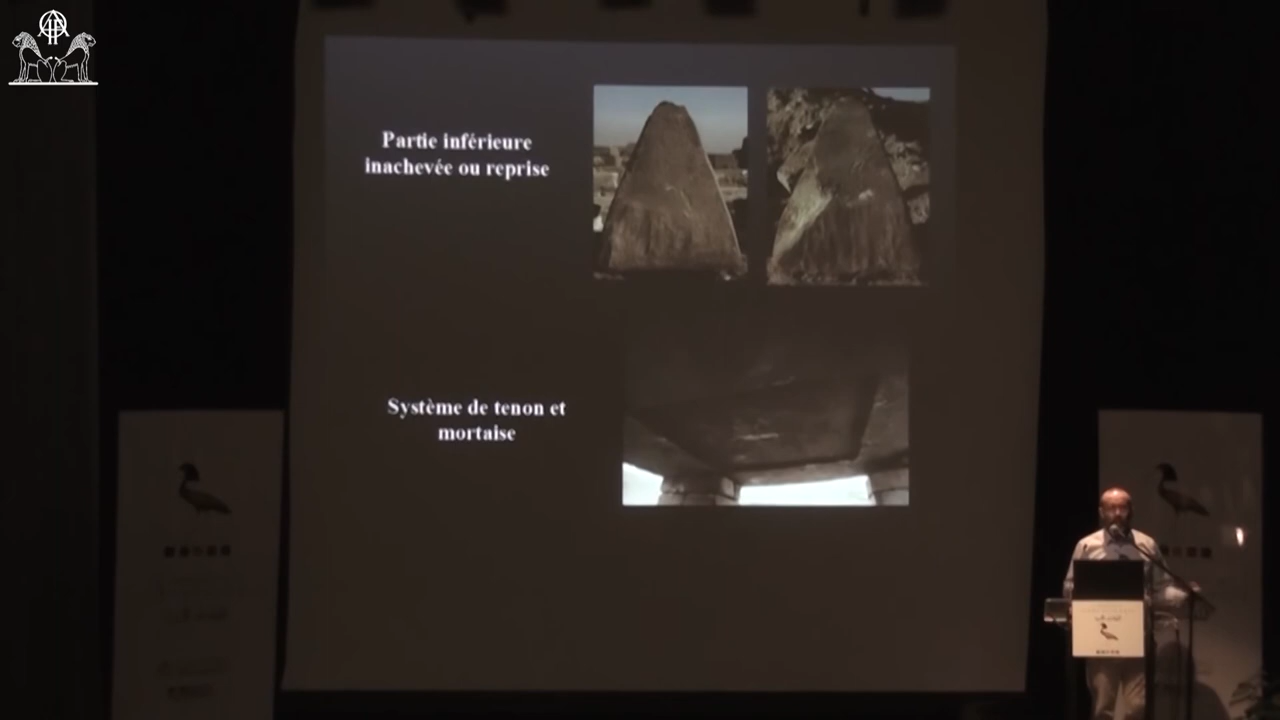 Partie inférieure
inachevée ou reprise
Système de tenon et
mortaise